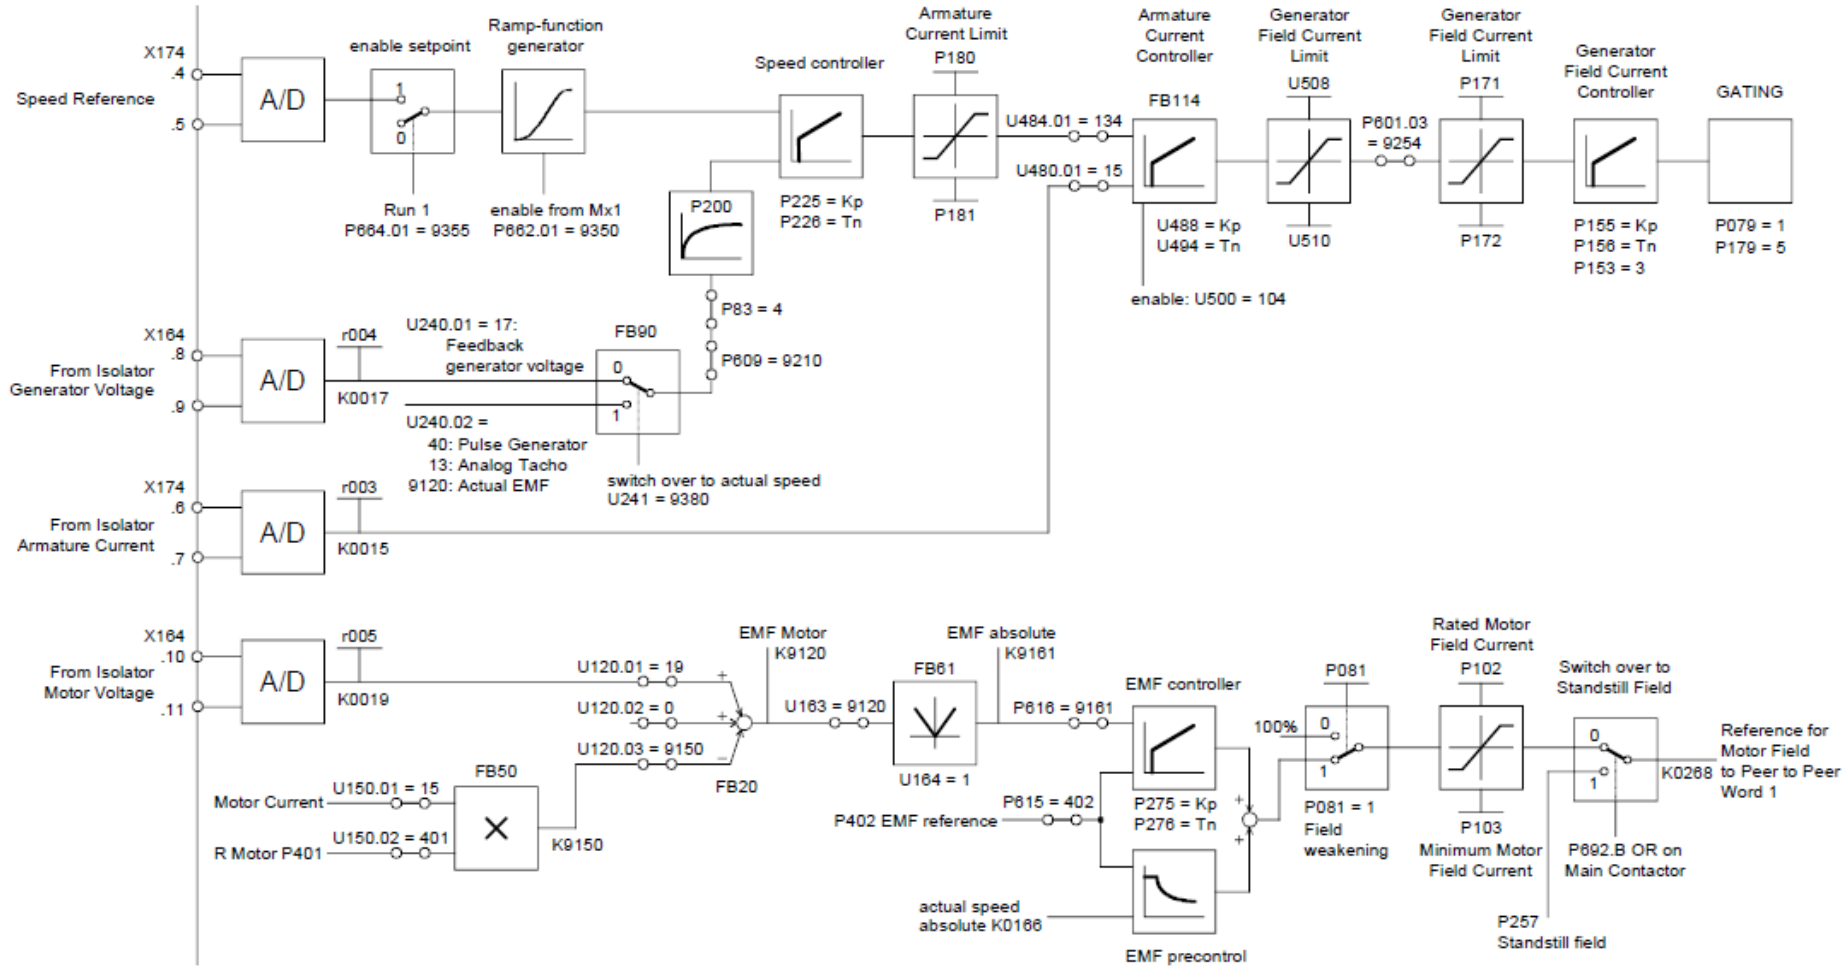 X174
.4
Speed Reference
.5
A/D
enable setpoint
1
0
Run 1
P664.01 = 9355
Ramp-function
generator
enable from Mx1
P662.01 = 9350
Speed controller
P225 = Kp
P226 = Tn
P200
P83 = 4
P609 = 9210
Armature
Current Limit
P180
P181
U484.01 = 134
U480.01 = 15
Armature
Current
Controller
FB114
U488 = Kp
U494 = Tn
enable: U500 = 104
Generator
Field Current
Limit
U508
U510
P601.03
= 9254
Generator
Field Current
Limit
P171
P172
Generator
Field Current
Controller
P155 = Kp
P156 = Tn
P153 = 3
GATING
P079 = 1
P179 = 5
X164
.8
From Isolator
Generator Voltage
.9
A/D
r004
K0017
U240.01 = 17:
Feedback
generator voltage
FB90
0
1
U240.02 =
40: Pulse Generator
13: Analog Tacho
9120: Actual EMF
switch over to actual speed
U241 = 9380
X174
.6
From Isolator
Armature Current
.7
A/D
r003
K0015
X164
.10
From Isolator
Motor Voltage
.11
A/D
r005
K0019
U120.01 = 19
U120.02 = 0
U120.03 = 9150
+
+
−
FB20
EMF Motor
K9120
U163 = 9120
FB61
U164 = 1
EMF absolute
K9161
P616 = 9161
EMF controller
P275 = Kp
P276 = Tn
P615 = 402
P402 EMF reference
Motor Current
U150.01 = 15
R Motor P401
U150.02 = 401
FB50
×
K9150
actual speed
absolute K0166
EMF precontrol
+
+
100%
P081
0
1
P081 = 1
Field
weakening
Rated Motor
Field Current
P102
P103
Minimum Motor
Field Current
Switch over to
Standstill Field
0
1
P692.B OR on
Main Contactor
P257
Standstill field
K0268
Reference for
Motor Field
to Peer to Peer
Word 1